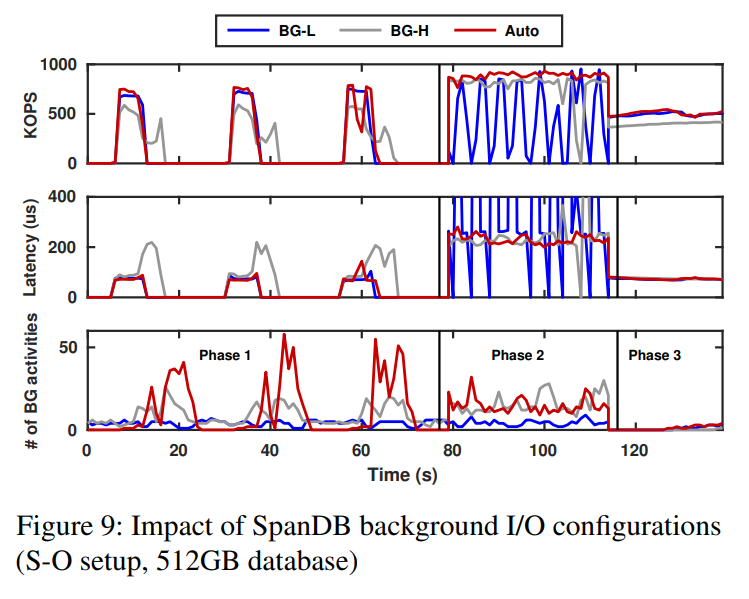 BG-L BG-H Auto
KOPS
1000
500
0
Latency (us)
400
200
0
# of BG activities
50
0
Phase 1 Phase 2 Phase 3
0 20 40 60 80 100 120
Time (s)
Figure 9: Impact of SpanDB background I/O configurations
(S-O setup, 512GB database)